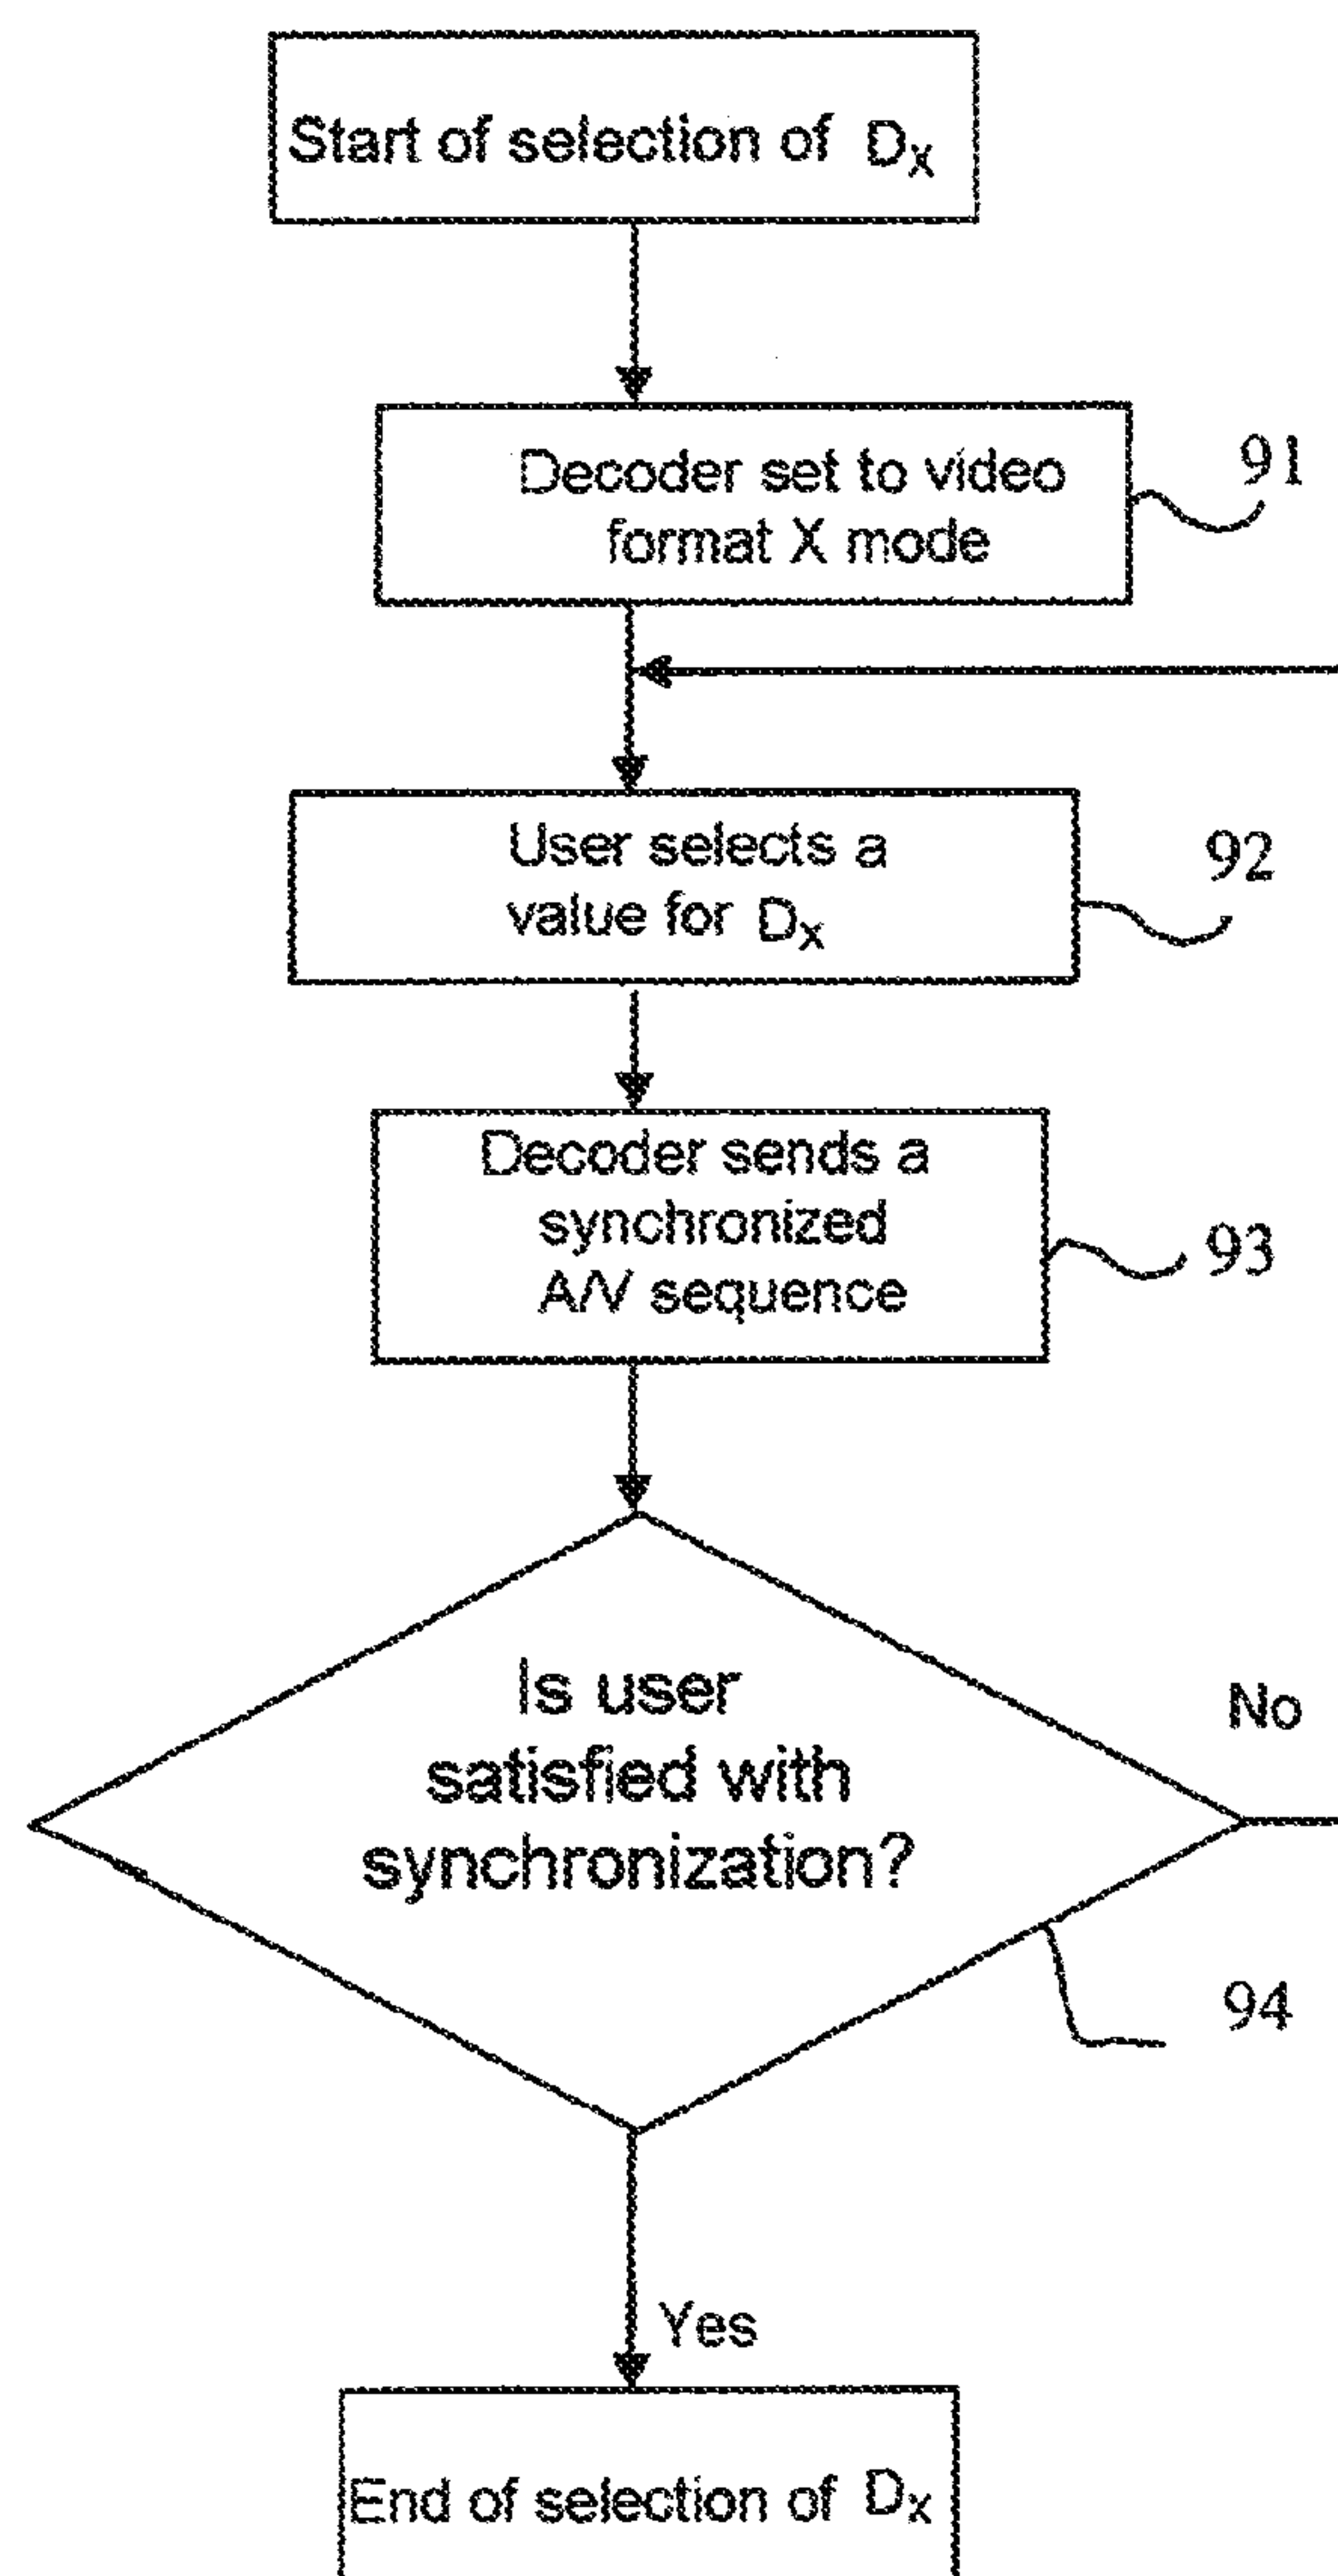 Start of selection of Dx
Decoder set to video
format X mode
91
User selects a
value for Dx
92
Decoder sends a
synchronized
A/V sequence
93
Is user
satisfied with
synchronization?
No
94
Yes
End of selection of Dx